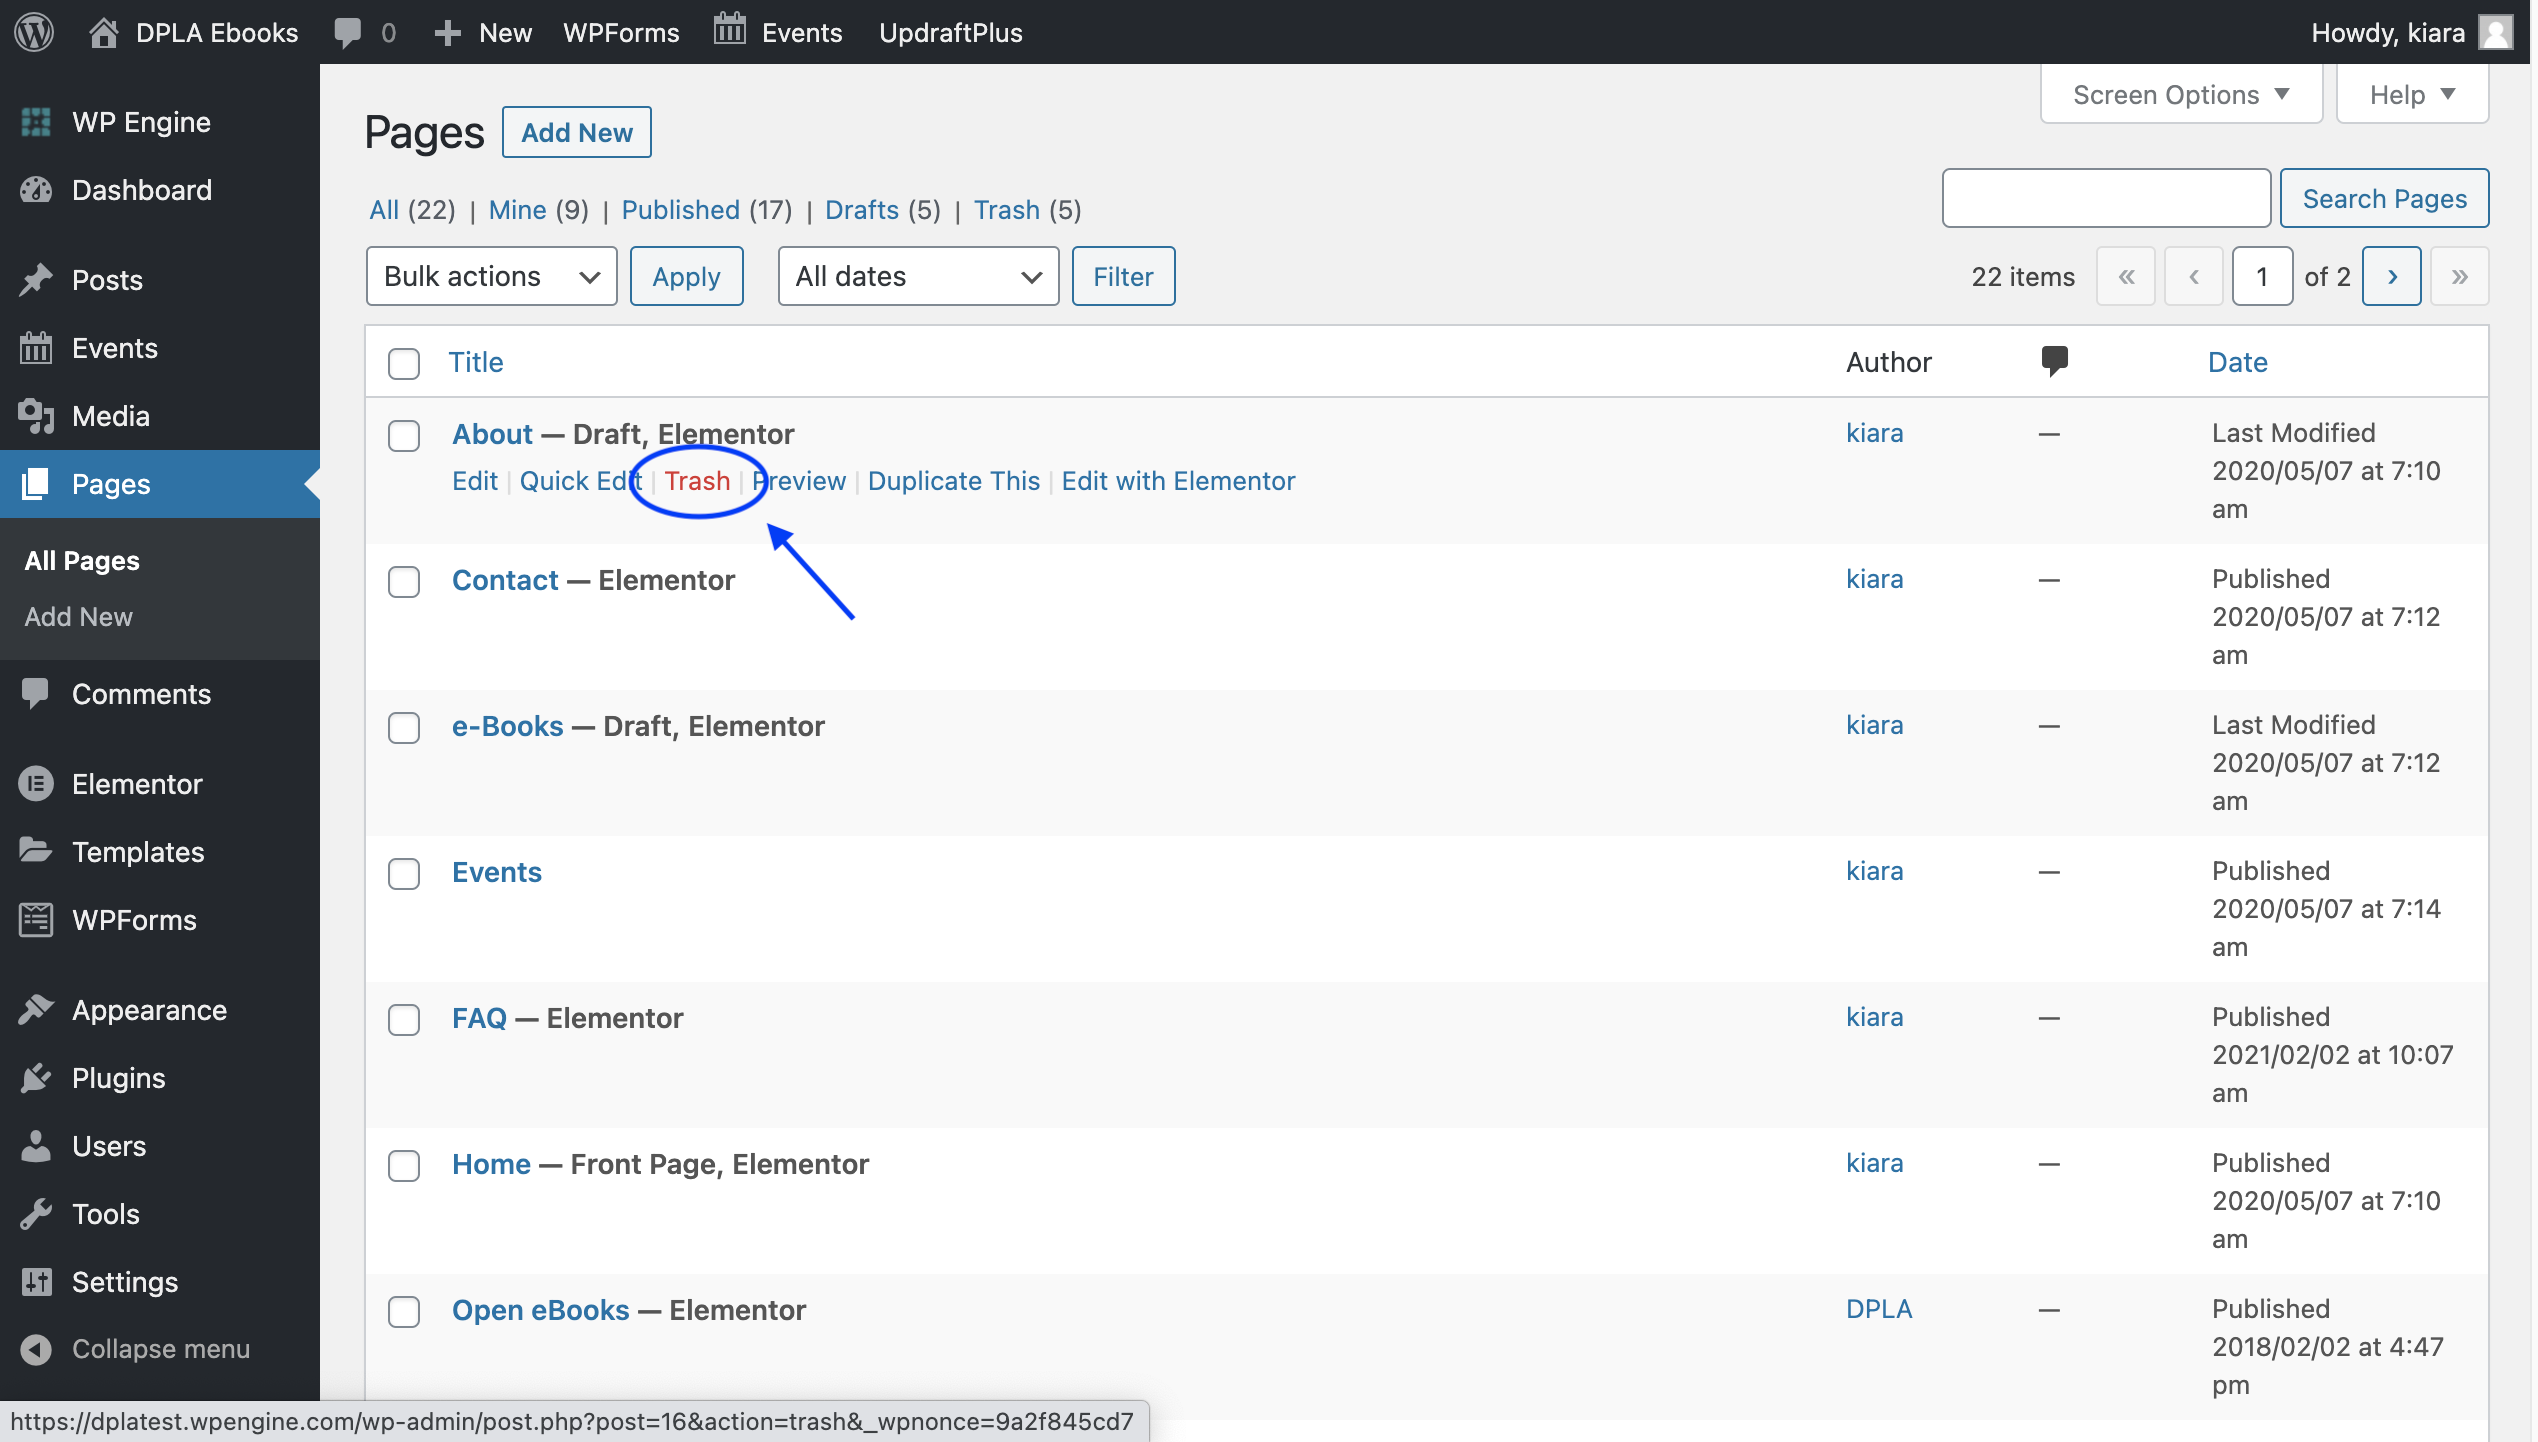 DPLA Ebooks 0 New WPForms Events UpdraftPlus Howdy, kiara
WP Engine
Dashboard
Posts
Events
Media
Pages
All Pages
Add New
Comments
Elementor
Templates
WPForms
Appearance
Plugins
Users
Tools
Settings
Collapse menu
Screen Options ▼ Help ▼
Pages Add New
All (22) | Mine (9) | Published (17) | Drafts (5) | Trash (5)
Search Pages
Bulk actions Apply All dates Filter
22 items « ‹ 1 of 2 › »
Title Author Date
About — Draft, Elementor kiara — Last Modified
Edit | Quick Edit | Trash | Preview | Duplicate This | Edit with Elementor 2020/05/07 at 7:10
am
Contact — Elementor kiara — Published
2020/05/07 at 7:12
am
e-Books — Draft, Elementor kiara — Last Modified
2020/05/07 at 7:12
am
Events kiara — Published
2020/05/07 at 7:14
am
FAQ — Elementor kiara — Published
2021/02/02 at 10:07
am
Home — Front Page, Elementor kiara — Published
2020/05/07 at 7:10
am
Open eBooks — Elementor DPLA — Published
2018/02/02 at 4:47
pm
https://dplatest.wpengine.com/wp-admin/post.php?post=16&action=trash&_wpnonce=9a2f845cd7